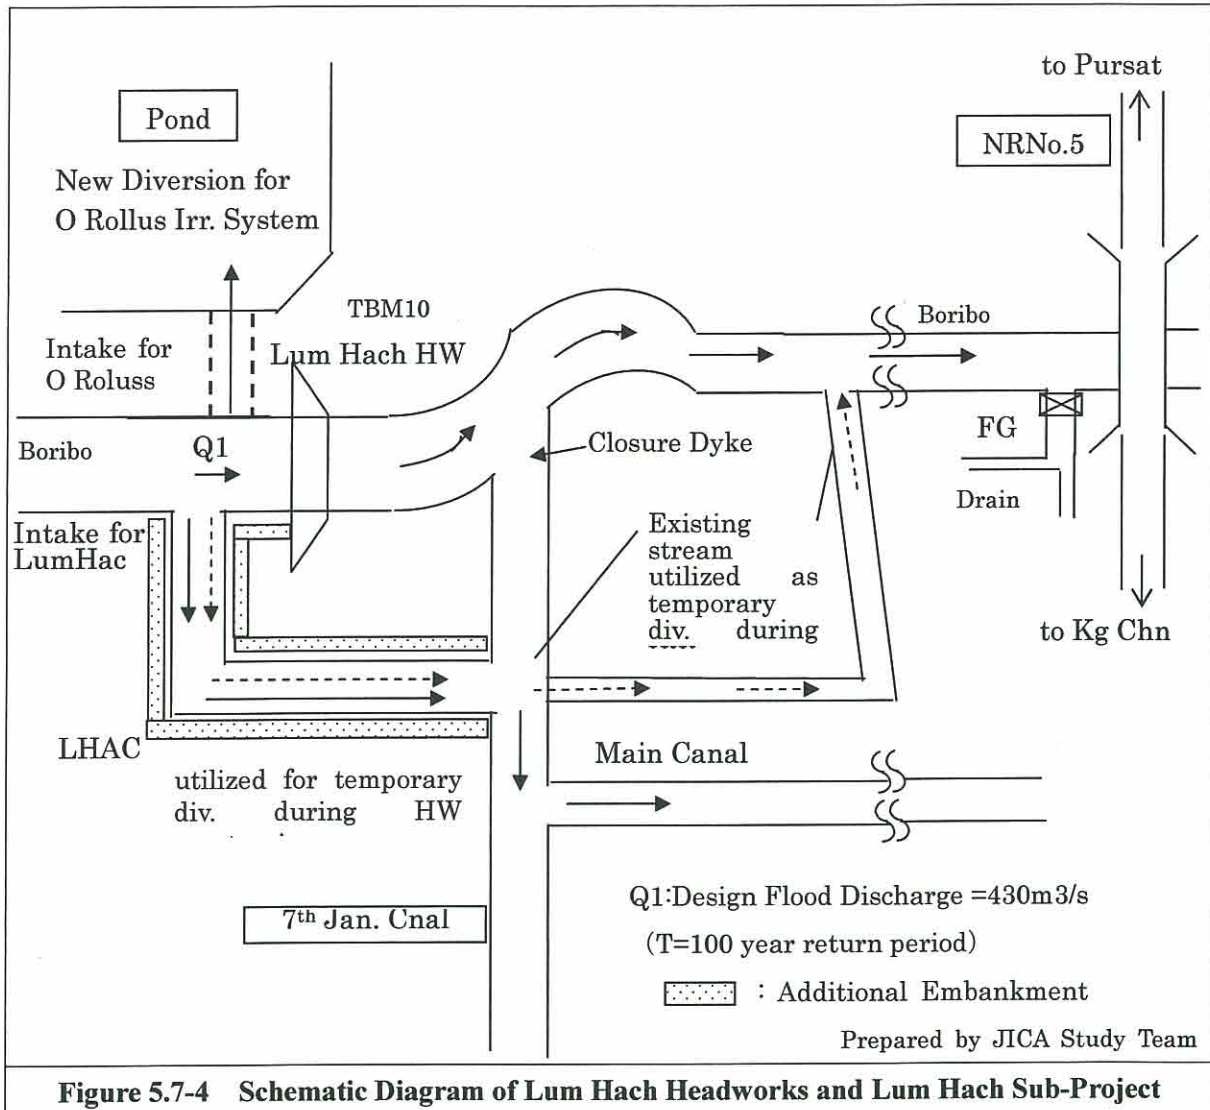 to Pursat
Pond
NRNo.5
New Diversion for
O Rollus Irr. System
TBM10
Boribo
Intake for
O Roluss
Lum Hach HW
Boribo
Q1
Closure Dyke
FG
Drain
Intake for
LumHac
Existing
stream
utilized as
temporary
div. during
to Kg Chn
LHAC
Main Canal
utilized for temporary
div. during HW
7th Jan. Cnal
Q1:Design Flood Discharge =430m3/s
(T=100 year return period)
: Additional Embankment
Prepared by JICA Study Team
Figure 5.7-4 Schematic Diagram of Lum Hach Headworks and Lum Hach Sub-Project